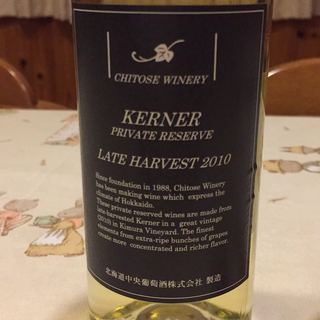 CHITOSE WINERY
KERNER
PRIVATE RESERVE
LATE HARVEST 2010
Since foundation in 1988, Chitose Winery
has been making wine which express the
climate of Hokkaido.
These private reserved wines are made from
late-harvested Kerner in a great vintage
(2010) in Kimura Vineyard. The finest
elements from extra-ripe bunches of grapes
create more concentrated and richer flavor.
北海道中央葡萄酒株式会社 製造